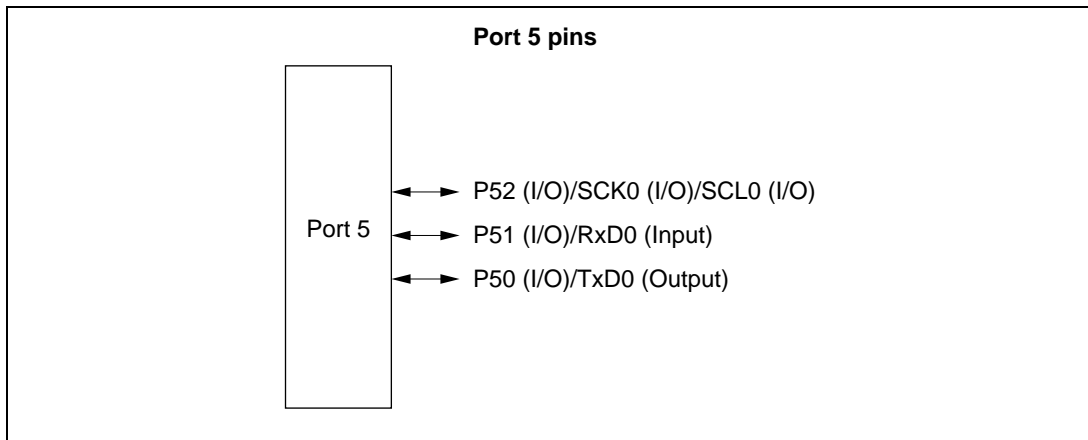 Port 5 pins
Port 5
P52 (I/O)/SCK0 (I/O)/SCL0 (I/O)
P51 (I/O)/RxD0 (Input)
P50 (I/O)/TxD0 (Output)